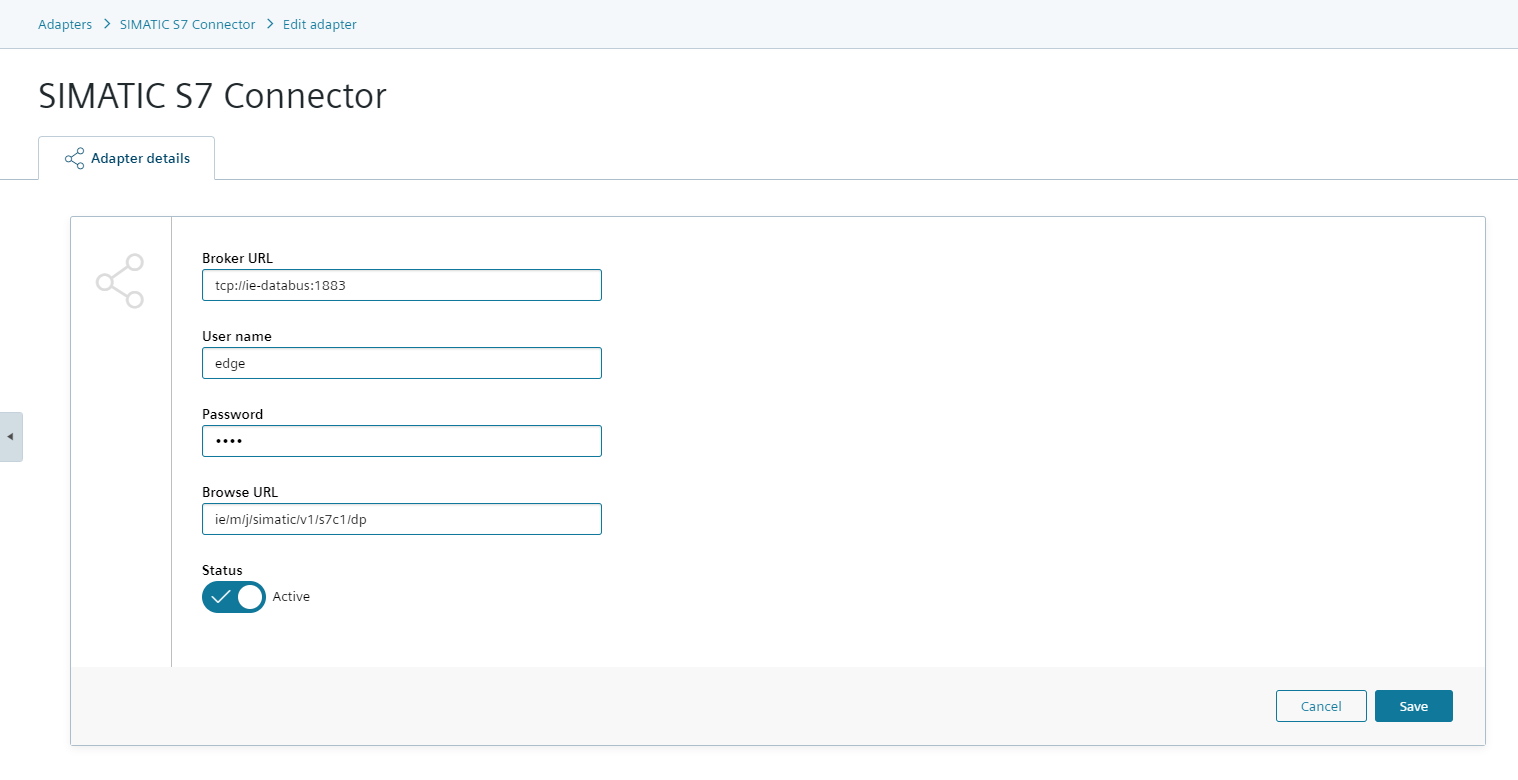 Adapters > SIMATIC S7 Connector > Edit adapter
SIMATIC S7 Connector
Adapter details
Broker URL
tcp://ie-databus:1883
User name
edge
Password
••••
Browse URL
ie/m/j/simatic/v1/s7c1/dp
Status
Active
Cancel Save